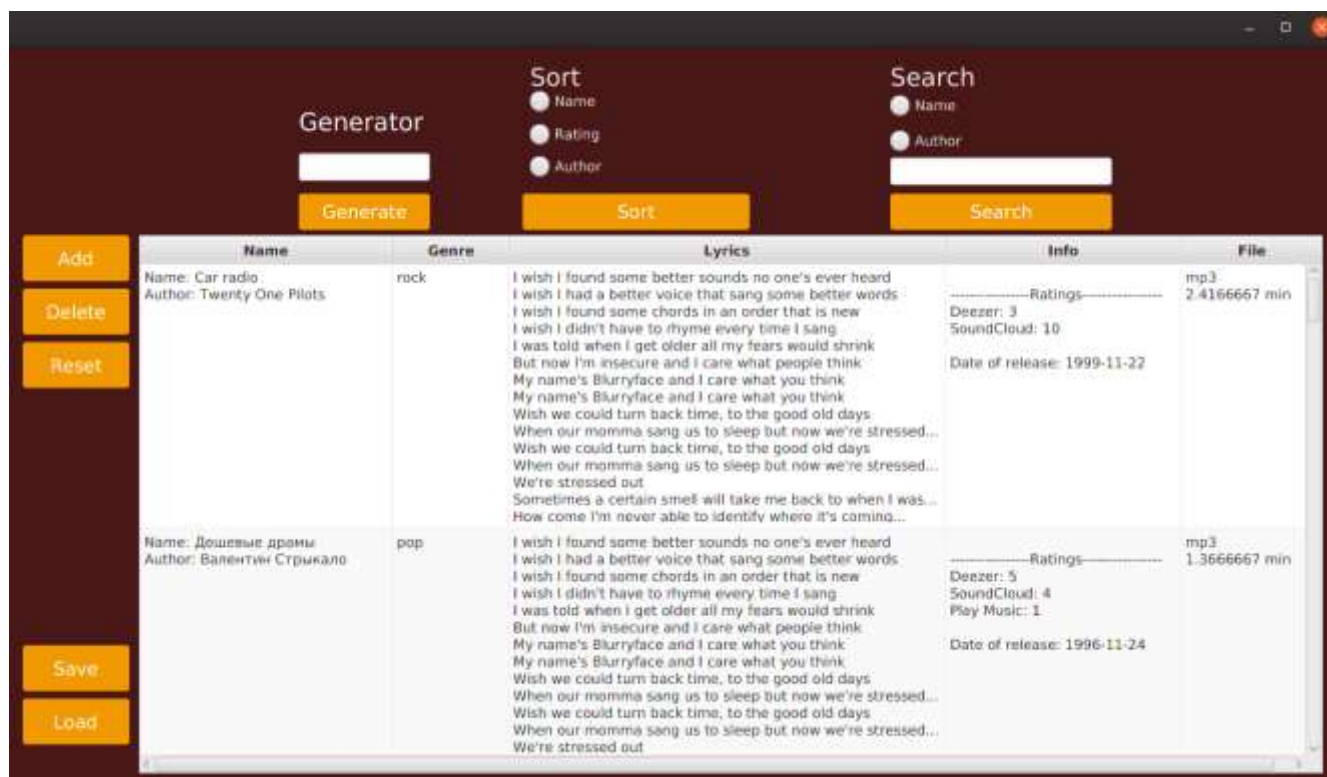 Sort
Name
Rating
Author
Search
Name
Author
Generator
Generate
Sort
Search
Add
Delete
Reset
Save
Load
Name Genre Lyrics Info File
Name: Car radio
Author: Twenty One Pilots
rock
I wish I found some better sounds no one's ever heard
I wish I had a better voice that sang some better words
I wish I found some chords in an order that is new
I wish I didn't have to rhyme every time I sang
I was told when I get older all my fears would shrink
But now I'm insecure and I care what people think
My name's Blurryface and I care what you think
My name's Blurryface and I care what you think
Wish we could turn back time, to the good old days
When our momma sang us to sleep but now we're stressed...
Wish we could turn back time, to the good old days
When our momma sang us to sleep but now we're stressed...
We're stressed out
Sometimes a certain smell will take me back to when I was...
How come I'm never able to identify where it's coming...
----------------Ratings----------------
Deezer: 3
SoundCloud: 10
Date of release: 1999-11-22
mp3
2.4166667 min
Name: Дошевые драмы
Author: Валентин Стрыкало
pop
I wish I found some better sounds no one's ever heard
I wish I had a better voice that sang some better words
I wish I found some chords in an order that is new
I wish I didn't have to rhyme every time I sang
I was told when I get older all my fears would shrink
But now I'm insecure and I care what people think
My name's Blurryface and I care what you think
My name's Blurryface and I care what you think
Wish we could turn back time, to the good old days
When our momma sang us to sleep but now we're stressed...
Wish we could turn back time, to the good old days
When our momma sang us to sleep but now we're stressed...
We're stressed out
----------------Ratings----------------
Deezer: 5
SoundCloud: 4
Play Music: 1
Date of release: 1996-11-24
mp3
1.3666667 min